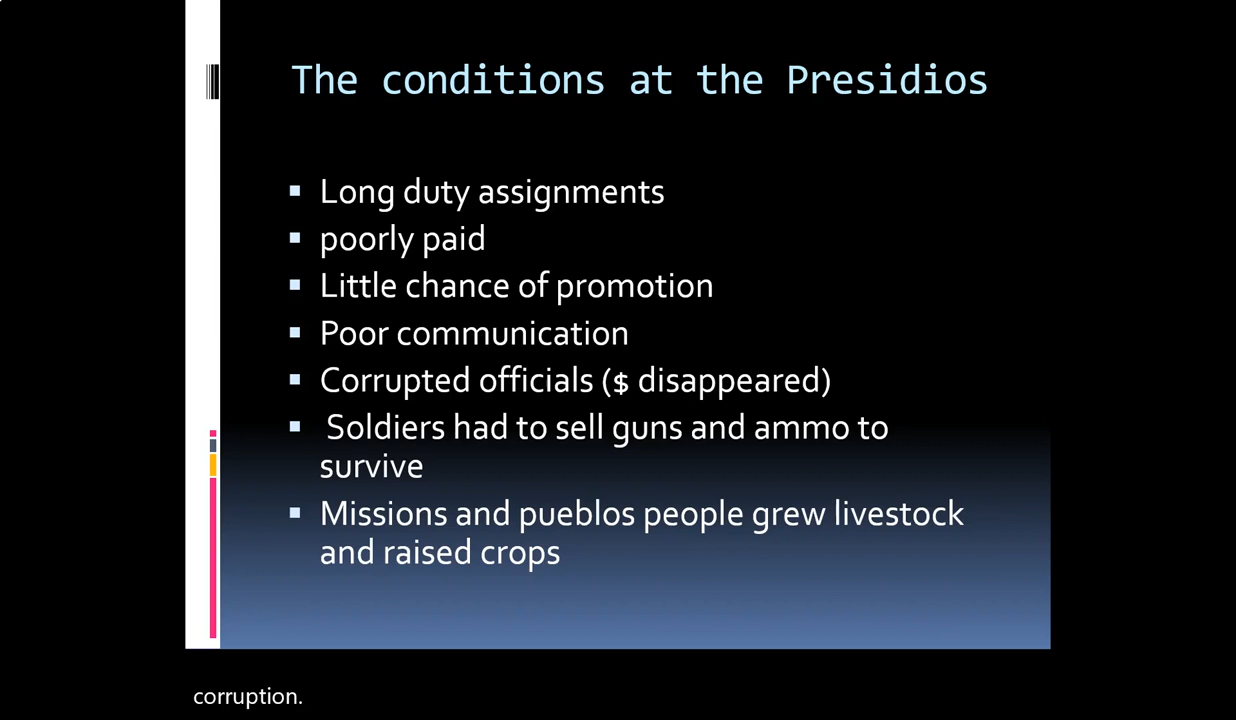 The conditions at the Presidios
▪ Long duty assignments
▪ poorly paid
▪ Little chance of promotion
▪ Poor communication
▪ Corrupted officials ($ disappeared)
▪ Soldiers had to sell guns and ammo to
survive
▪ Missions and pueblos people grew livestock
and raised crops
corruption.